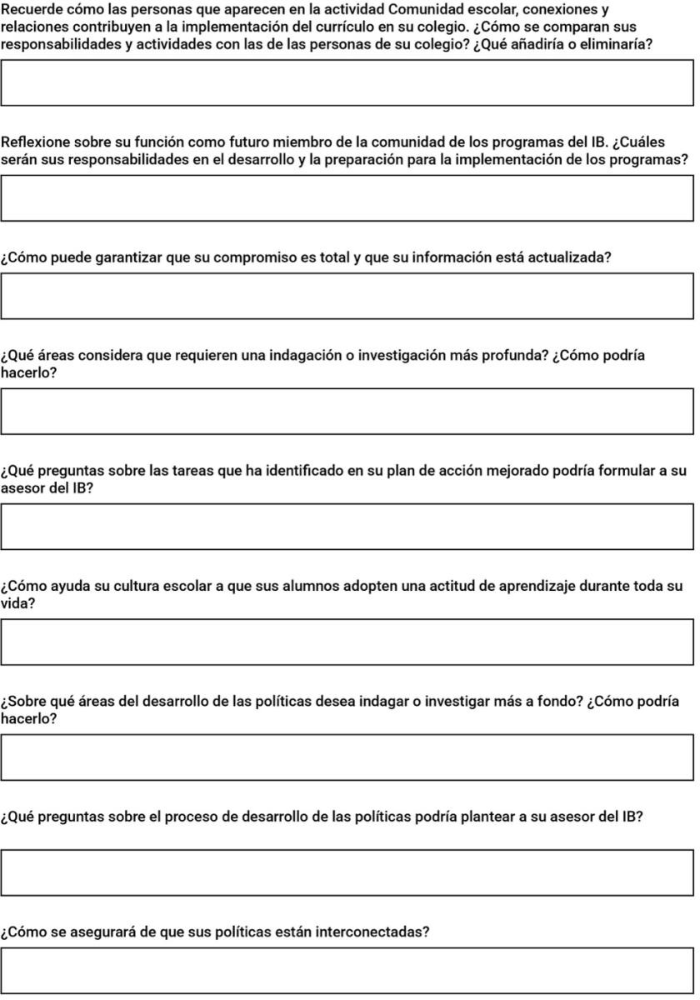 Recuerde cómo las personas que aparecen en la actividad Comunidad escolar, conexiones y
relaciones contribuyen a la implementación del currículo en su colegio. ¿Cómo se comparan sus
responsabilidades y actividades con las de las personas de su colegio? ¿Qué añadiría o eliminaría?
Reflexione sobre su función como futuro miembro de la comunidad de los programas del IB. ¿Cuáles
serán sus responsabilidades en el desarrollo y la preparación para la implementación de los programas?
¿Cómo puede garantizar que su compromiso es total y que su información está actualizada?
¿Qué áreas considera que requieren una indagación o investigación más profunda? ¿Cómo podría
hacerlo?
¿Qué preguntas sobre las tareas que ha identificado en su plan de acción mejorado podría formular a su
asesor del IB?
¿Cómo ayuda su cultura escolar a que sus alumnos adopten una actitud de aprendizaje durante toda su
vida?
¿Sobre qué áreas del desarrollo de las políticas desea indagar o investigar más a fondo? ¿Cómo podría
hacerlo?
¿Qué preguntas sobre el proceso de desarrollo de las políticas podría plantear a su asesor del IB?
¿Cómo se asegurará de que sus políticas están interconectadas?